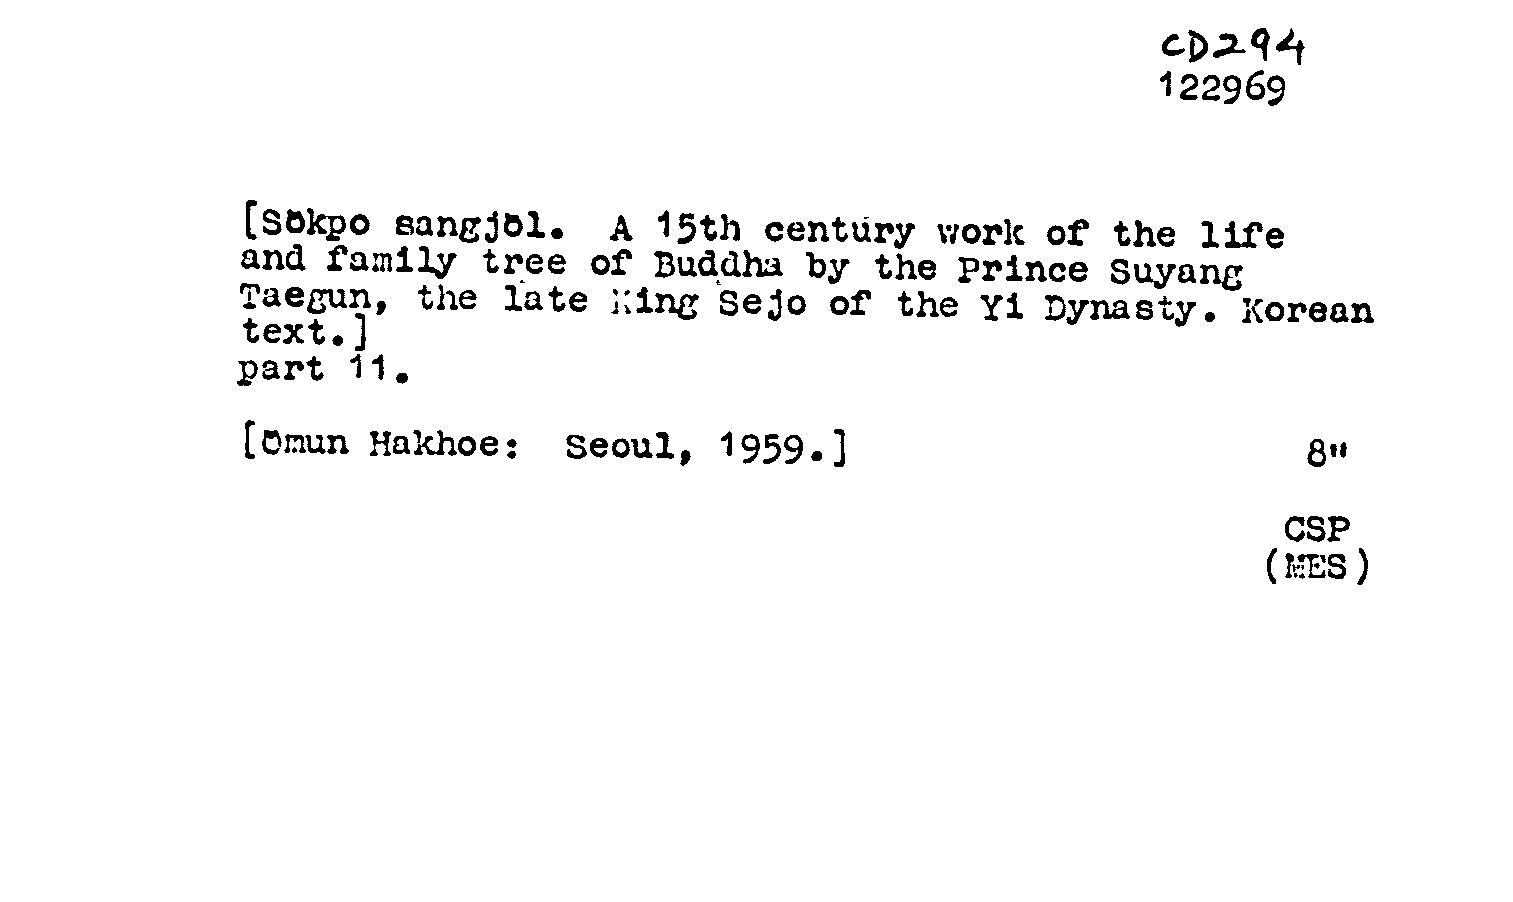 CD294
122969
[Sŏkpo sangjŏl. A 15th century work of the life
and family tree of Buddha by the Prince Suyang
Taegun, the late King Sejo of the Yi Dynasty. Korean
text.]
part 11.
[Ŏmun Hakhoe: Seoul, 1959.] 8"
CSP
(MES)